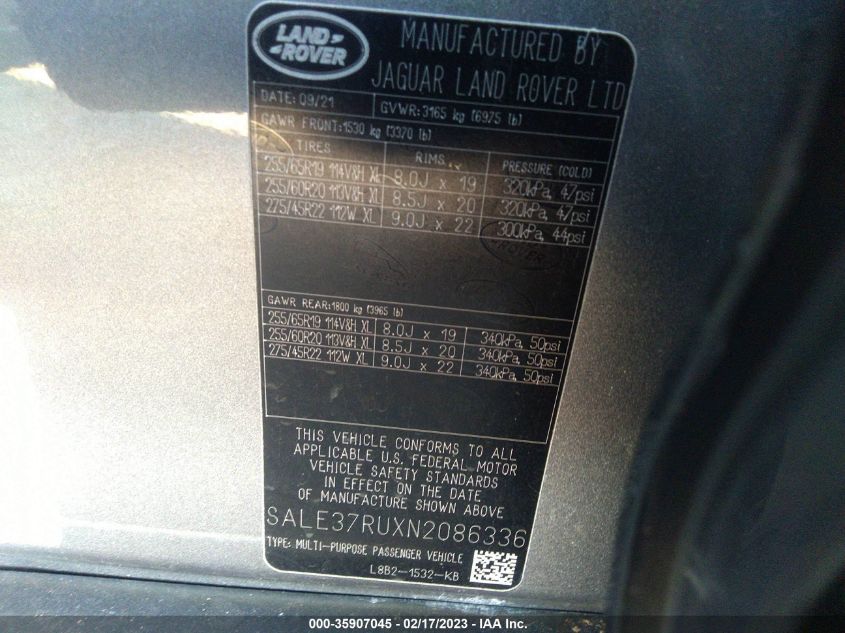 LAND
ROVER
MANUFACTURED BY
JAGUAR LAND ROVER LTD
DATE: 09/21 GVWR: 3165 kg (6975 lb)
GAWR FRONT: 1530 kg (3370 lb)
TIRES RIMS PRESSURE (COLD)
255/65R19 114V&H XL 8.0J x 19 320kPa, 47psi
255/60R20 113V&H XL 8.5J x 20 320kPa, 47psi
275/45R22 112W XL 9.0J x 22 300kPa, 44psi
GAWR REAR: 1800 kg (3965 lb)
255/65R19 114V&H XL 8.0J x 19 340kPa, 50psi
255/60R20 113V&H XL 8.5J x 20 340kPa, 50psi
275/45R22 112W XL 9.0J x 22 340kPa, 50psi
THIS VEHICLE CONFORMS TO ALL
APPLICABLE U.S. FEDERAL MOTOR
VEHICLE SAFETY STANDARDS
IN EFFECT ON THE DATE
OF MANUFACTURE SHOWN ABOVE
SALE37RUXN2086336
TYPE: MULTI-PURPOSE PASSENGER VEHICLE
L8B2-1532-KB
000-35907045 - 02/17/2023 - IAA Inc.